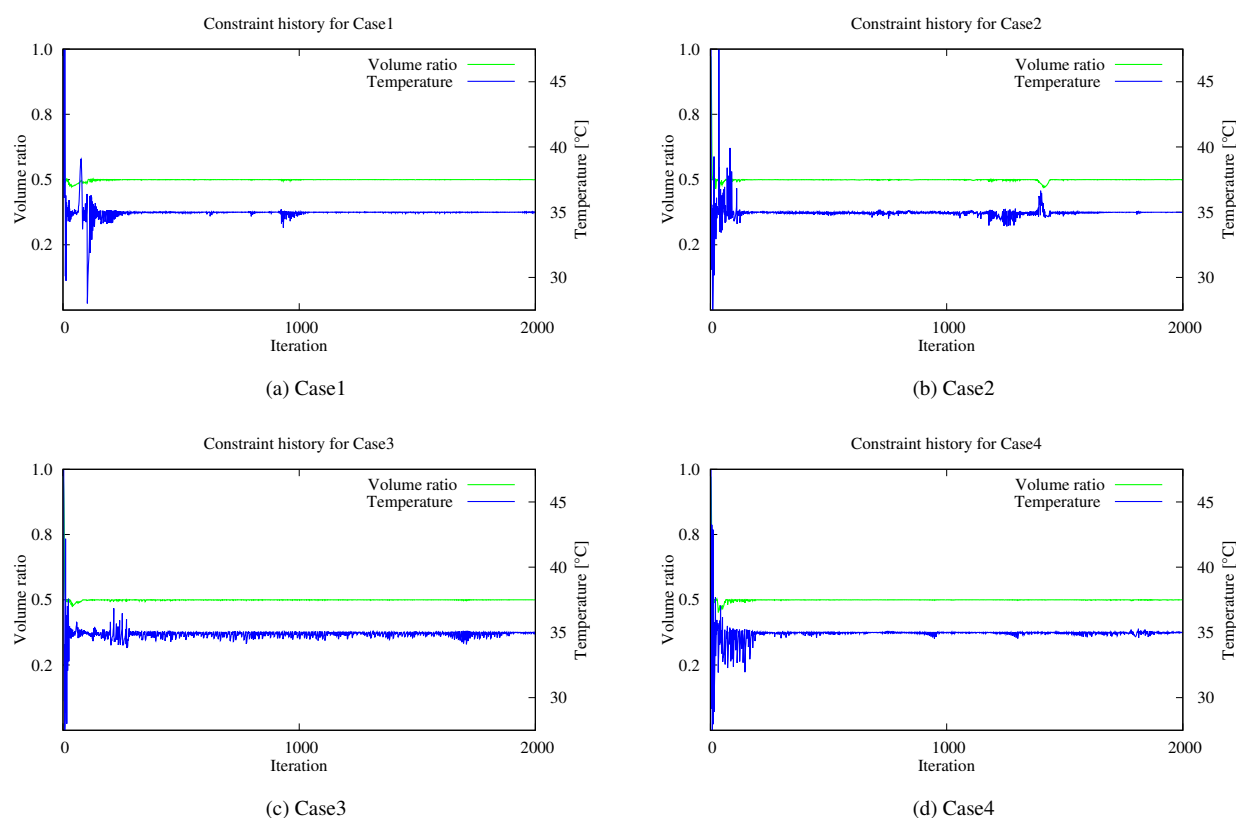 Constraint history for Case1
1.0
0.8
0.5
0.2
Volume ratio
Volume ratio
Temperature
45
40
35
30
Temperature [°C]
0
1000
2000
Iteration
(a) Case1
Constraint history for Case2
1.0
0.8
0.5
0.2
Volume ratio
Volume ratio
Temperature
45
40
35
30
Temperature [°C]
0
1000
2000
Iteration
(b) Case2
Constraint history for Case3
1.0
0.8
0.5
0.2
Volume ratio
Volume ratio
Temperature
45
40
35
30
Temperature [°C]
0
1000
2000
Iteration
(c) Case3
Constraint history for Case4
1.0
0.8
0.5
0.2
Volume ratio
Volume ratio
Temperature
45
40
35
30
Temperature [°C]
0
1000
2000
Iteration
(d) Case4